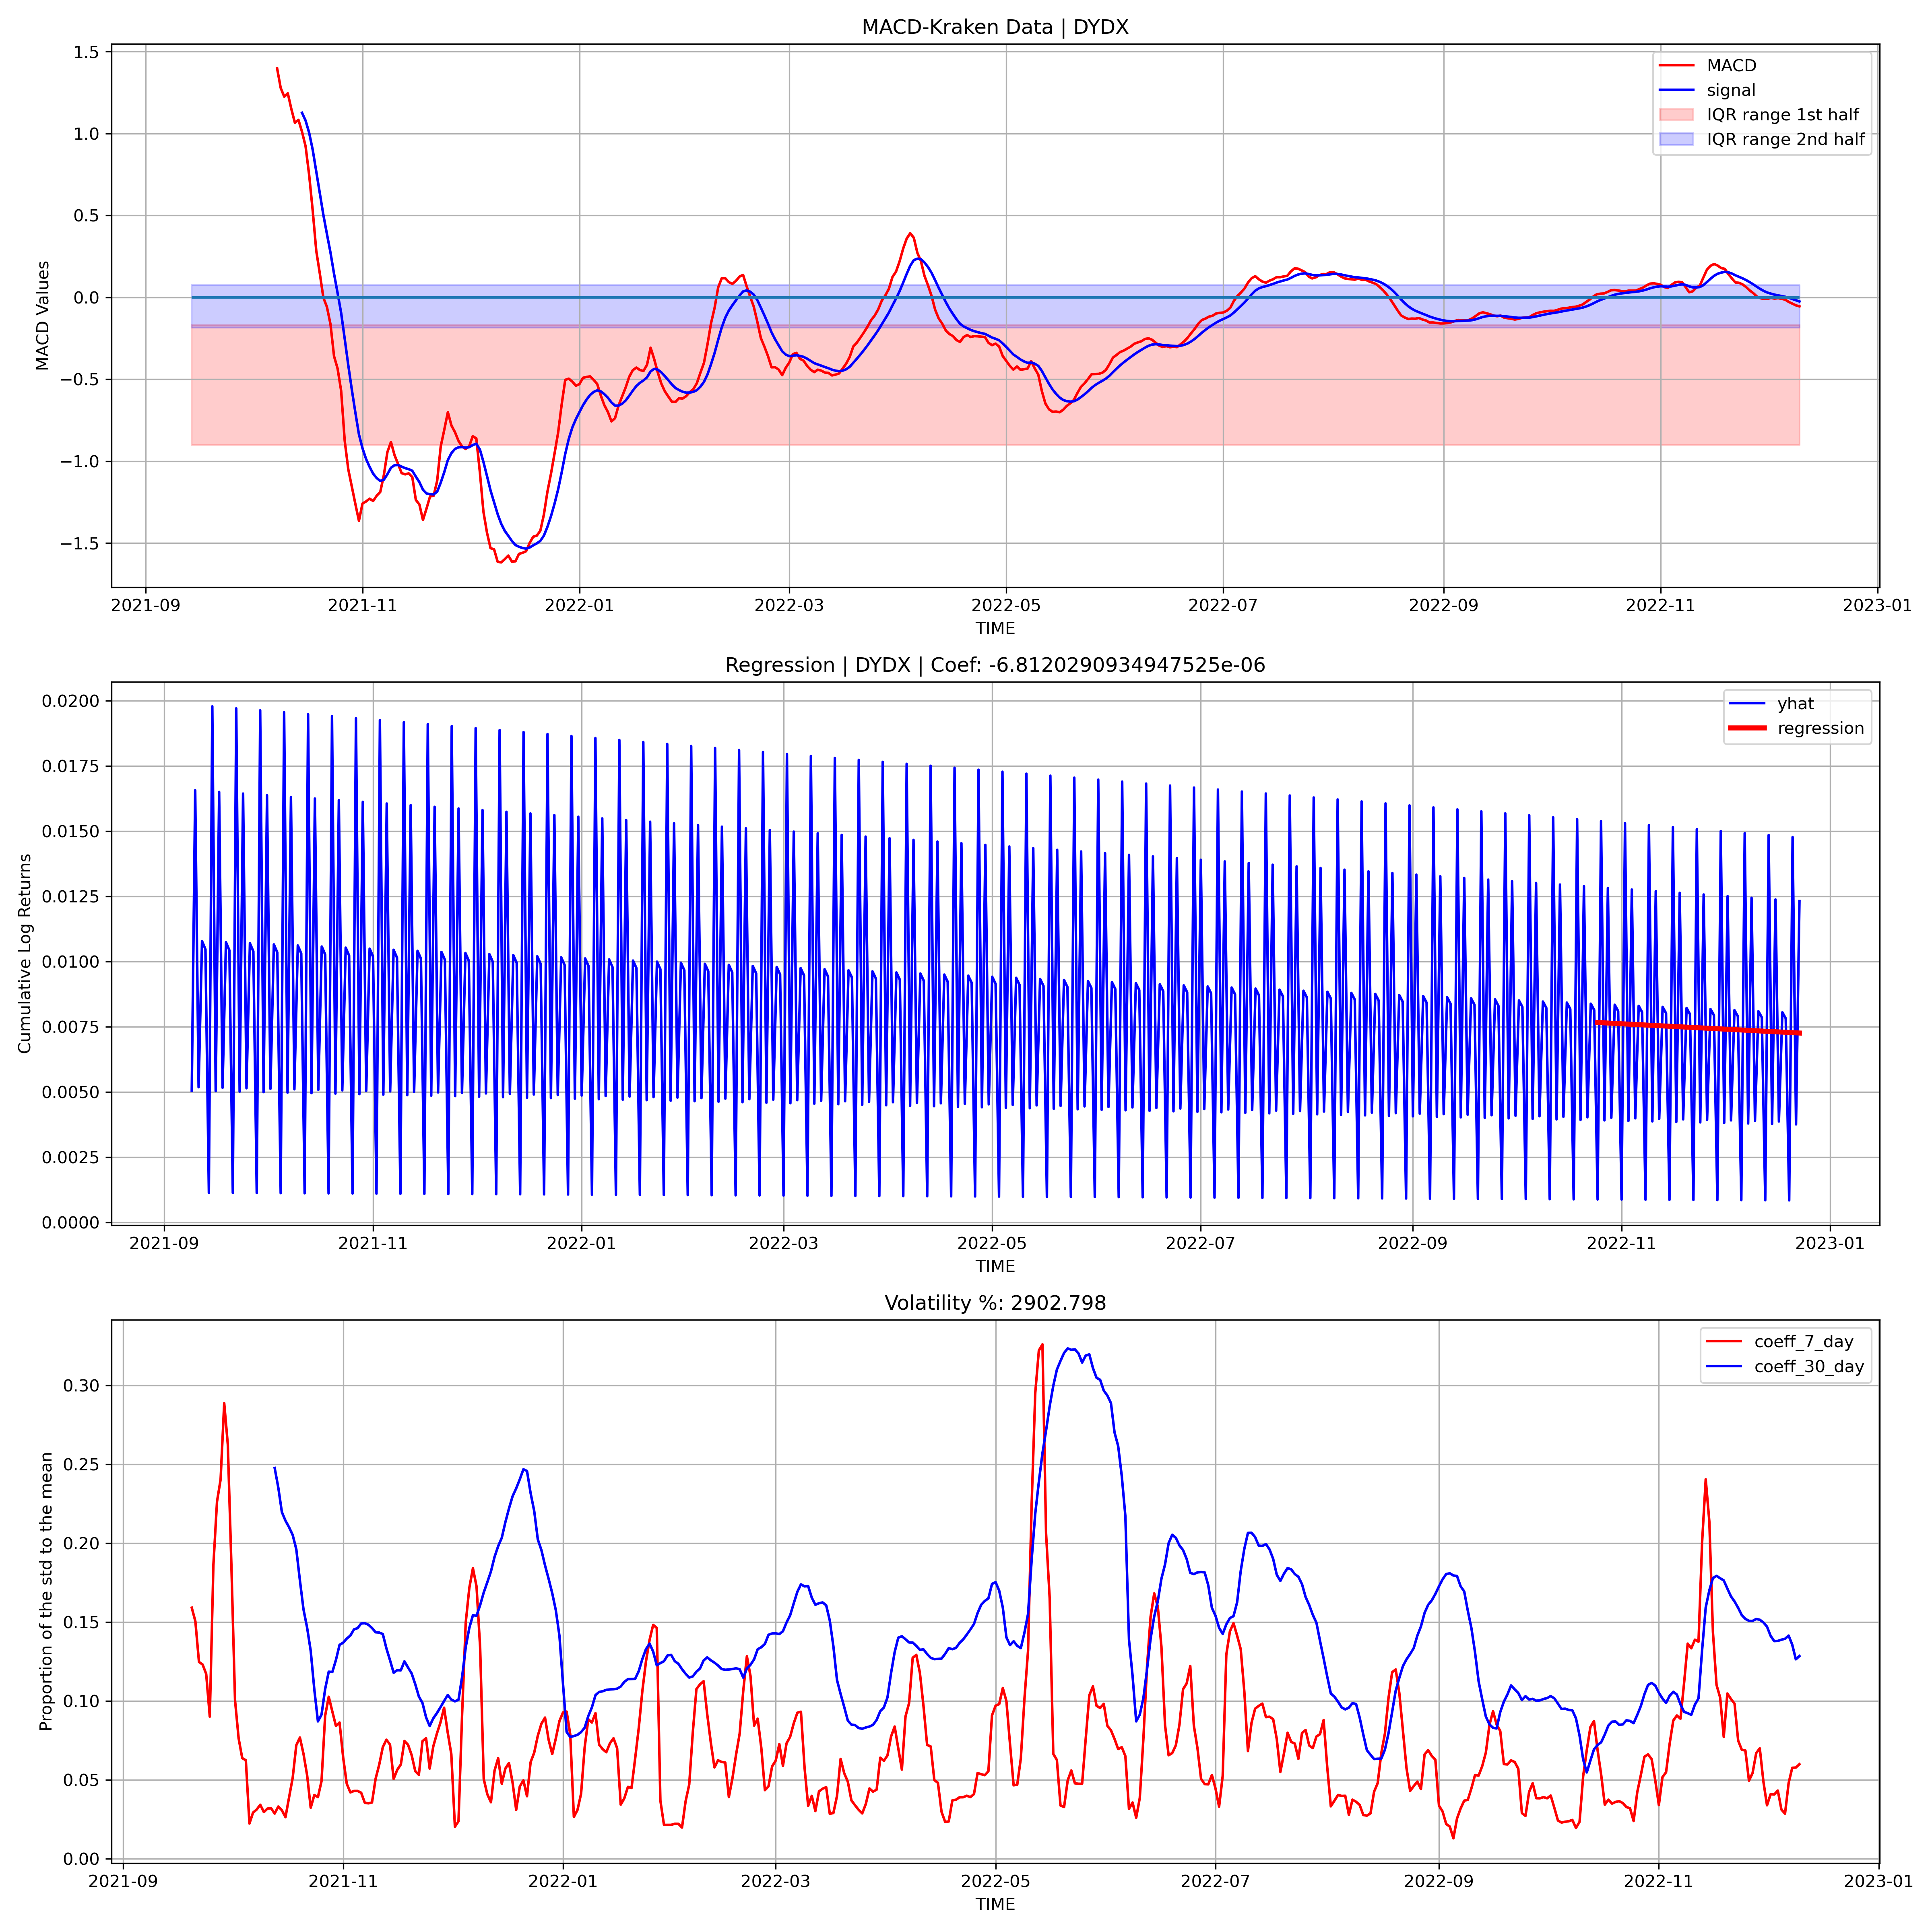 MACD-Kraken Data | DYDX
MACD Values
1.5
1.0
0.5
0.0
−0.5
−1.0
−1.5
MACD
signal
IQR range 1st half
IQR range 2nd half
2021-09 2021-11 2022-01 2022-03 2022-05 2022-07 2022-09 2022-11 2023-01
TIME
Regression | DYDX | Coef: -6.8120290934947525e-06
Cumulative Log Returns
0.0200
0.0175
0.0150
0.0125
0.0100
0.0075
0.0050
0.0025
0.0000
yhat
regression
2021-09 2021-11 2022-01 2022-03 2022-05 2022-07 2022-09 2022-11 2023-01
TIME
Volatility %: 2902.798
Proportion of the std to the mean
0.30
0.25
0.20
0.15
0.10
0.05
0.00
coeff_7_day
coeff_30_day
2021-09 2021-11 2022-01 2022-03 2022-05 2022-07 2022-09 2022-11 2023-01
TIME